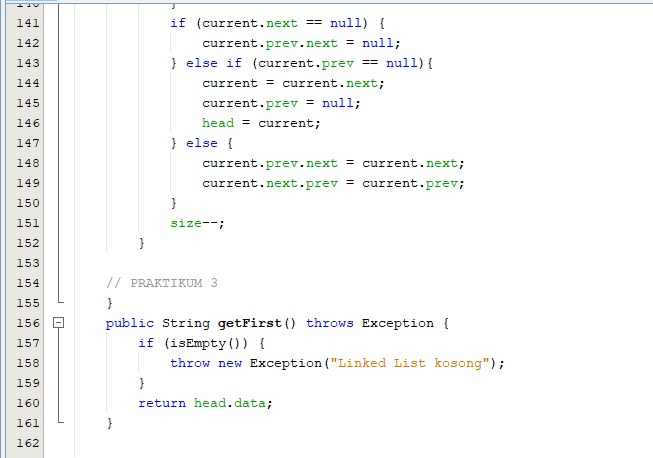 141 if (current.next == null) {
142 current.prev.next = null;
143 } else if (current.prev == null){
144 current = current.next;
145 current.prev = null;
146 head = current;
147 } else {
148 current.prev.next = current.next;
149 current.next.prev = current.prev;
150 }
151 size--;
152 }
153
154 // PRAKTIKUM 3
155 }
156 public String getFirst() throws Exception {
157 if (isEmpty()) {
158 throw new Exception("Linked List kosong");
159 }
160 return head.data;
161 }
162